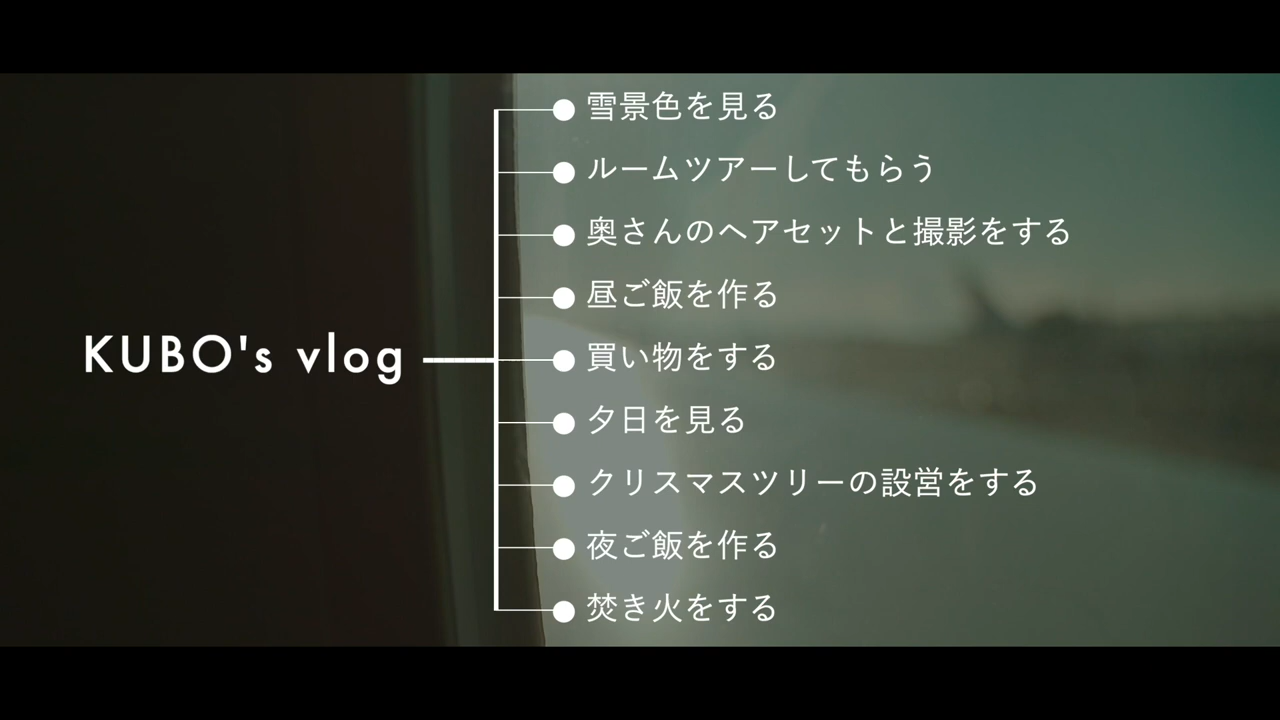 KUBO's vlog
雪景色を見る
ルームツアーしてもらう
奥さんのヘアセットと撮影をする
昼ご飯を作る
買い物をする
夕日を見る
クリスマスツリーの設営をする
夜ご飯を作る
焚き火をする